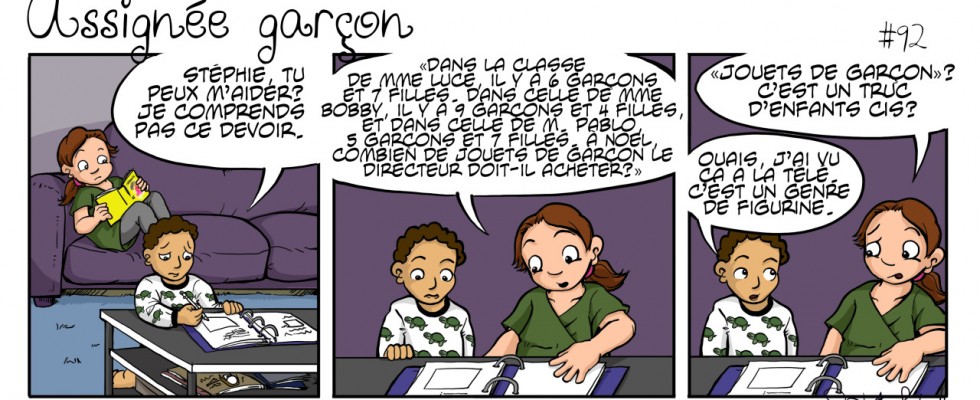 Assignée garçon
#92
STÉPHIE, TU
PEUX M'AIDER?
JE COMPRENDS
PAS CE DEVOIR.
«DANS LA CLASSE
DE MME LUCE, IL Y A 6 GARÇONS
ET 7 FILLES. DANS CELLE DE MME
BOBBY, IL Y A 9 GARÇONS ET 4 FILLES,
ET DANS CELLE DE M. PABLO,
5 GARÇONS ET 7 FILLES. À NOËL,
COMBIEN DE JOUETS DE GARÇON LE
DIRECTEUR DOIT-IL ACHETER?»
«JOUETS DE GARÇON»?
C'EST UN TRUC
D'ENFANTS CIS?
OUAIS, J'AI VU
ÇA À LA TÉLÉ.
C'EST UN GENRE
DE FIGURINE.